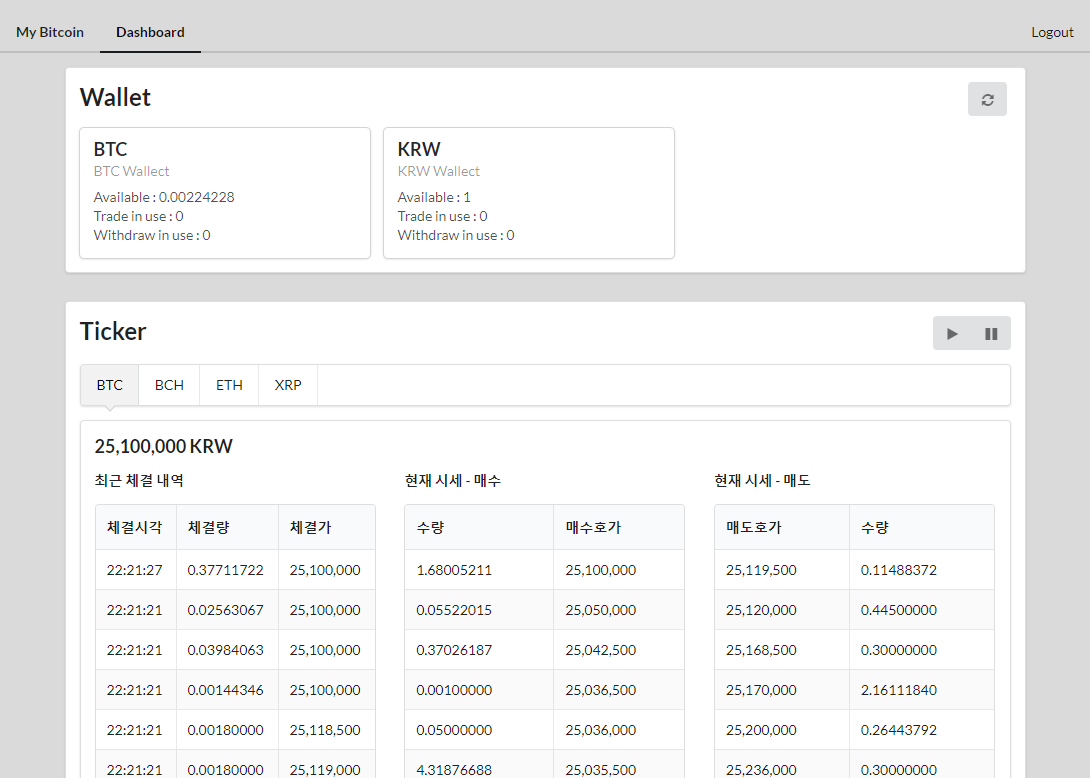 My Bitcoin Dashboard Logout
Wallet
BTC
BTC Wallect
Available : 0.00224228
Trade in use : 0
Withdraw in use : 0
KRW
KRW Wallect
Available : 1
Trade in use : 0
Withdraw in use : 0
Ticker
BTC BCH ETH XRP
25,100,000 KRW
최근 체결 내역
체결시각 체결량 체결가
22:21:27 0.37711722 25,100,000
22:21:21 0.02563067 25,100,000
22:21:21 0.03984063 25,100,000
22:21:21 0.00144346 25,100,000
22:21:21 0.00180000 25,118,500
22:21:21 0.00180000 25,119,000
현재 시세 - 매수
수량 매수호가
1.68005211 25,100,000
0.05522015 25,050,000
0.37026187 25,042,500
0.00100000 25,036,500
0.05000000 25,036,000
4.31876688 25,035,500
현재 시세 - 매도
매도호가 수량
25,119,500 0.11488372
25,120,000 0.44500000
25,168,500 0.30000000
25,170,000 2.16111840
25,200,000 0.26443792
25,236,000 0.30000000